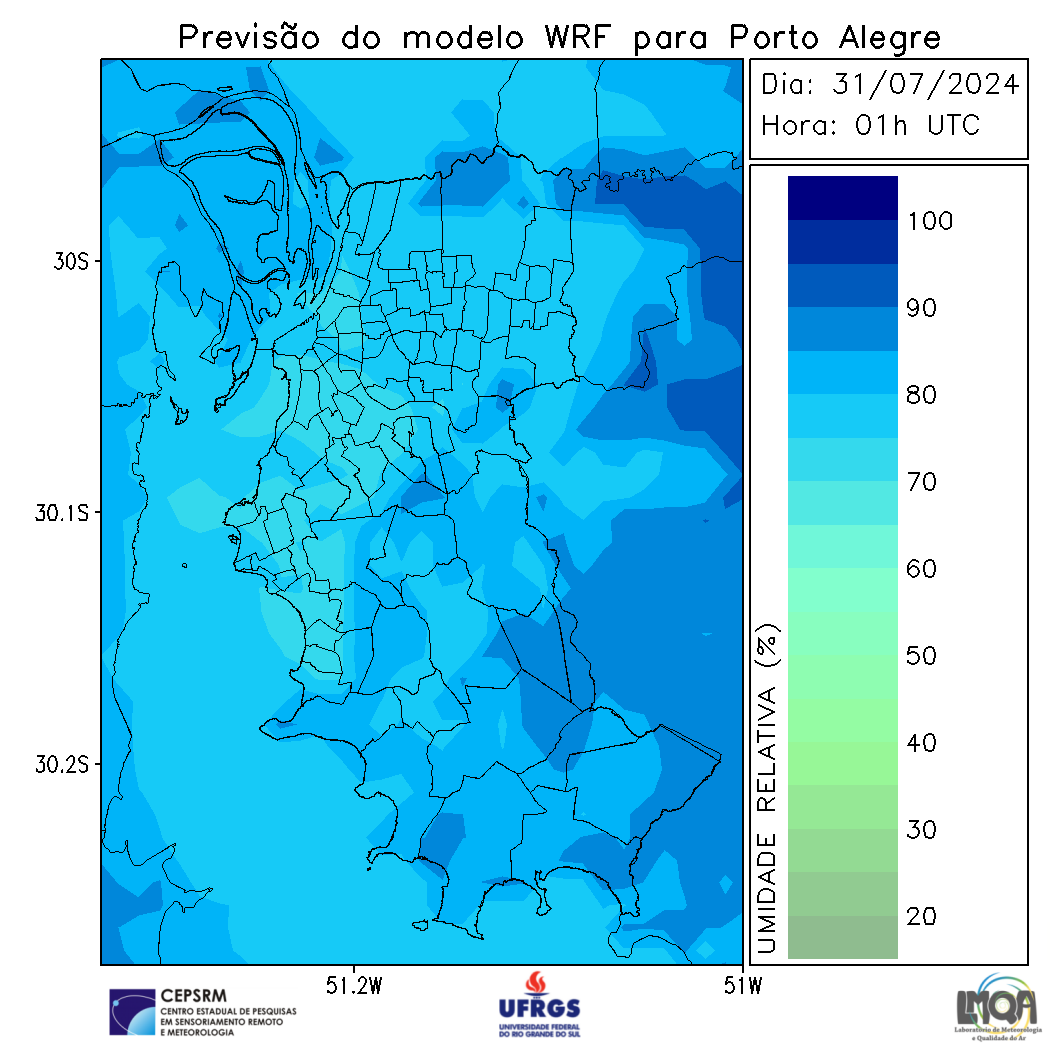 Previsão do modelo WRF para Porto Alegre
Dia: 31/07/2024
Hora: 01h UTC
30S
30.1S
30.2S
51.2W
51W
100
90
80
70
60
50
40
30
20
UMIDADE RELATIVA (%)
CEPSRM
CENTRO ESTADUAL DE PESQUISAS
EM SENSORIAMENTO REMOTO
E METEOROLOGIA
UFRGS
UNIVERSIDADE FEDERAL
DO RIO GRANDE DO SUL
LMQA
Laboratório de Meteorologia
e Qualidade do Ar